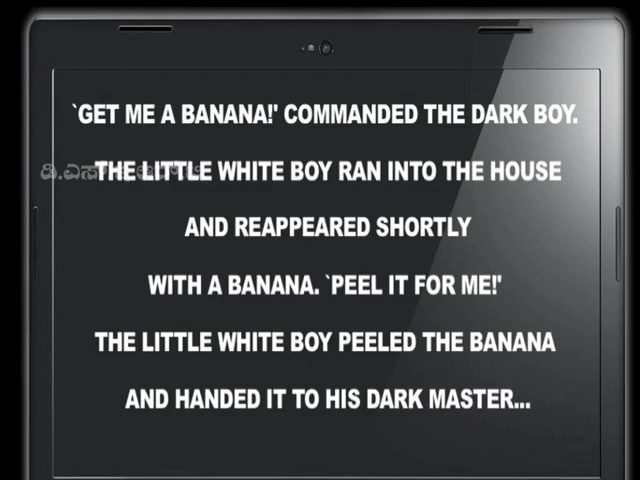 `GET ME A BANANA!' COMMANDED THE DARK BOY.
THE LITTLE WHITE BOY RAN INTO THE HOUSE
AND REAPPEARED SHORTLY
WITH A BANANA. `PEEL IT FOR ME!'
THE LITTLE WHITE BOY PEELED THE BANANA
AND HANDED IT TO HIS DARK MASTER...